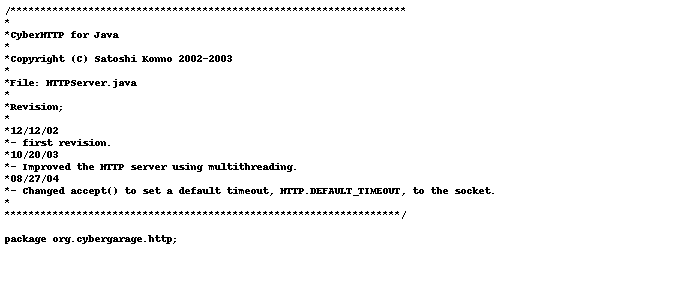 /******************************************************************
*
*CyberHTTP for Java
*
*Copyright (C) Satoshi Konno 2002-2003
*
*File: HTTPServer.java
*
*Revision;
*
*12/12/02
*- first revision.
*10/20/03
*- Improved the HTTP server using multithreading.
*08/27/04
*- Changed accept() to set a default timeout, HTTP.DEFAULT_TIMEOUT, to the socket.
*
******************************************************************/
package org.cybergarage.http;